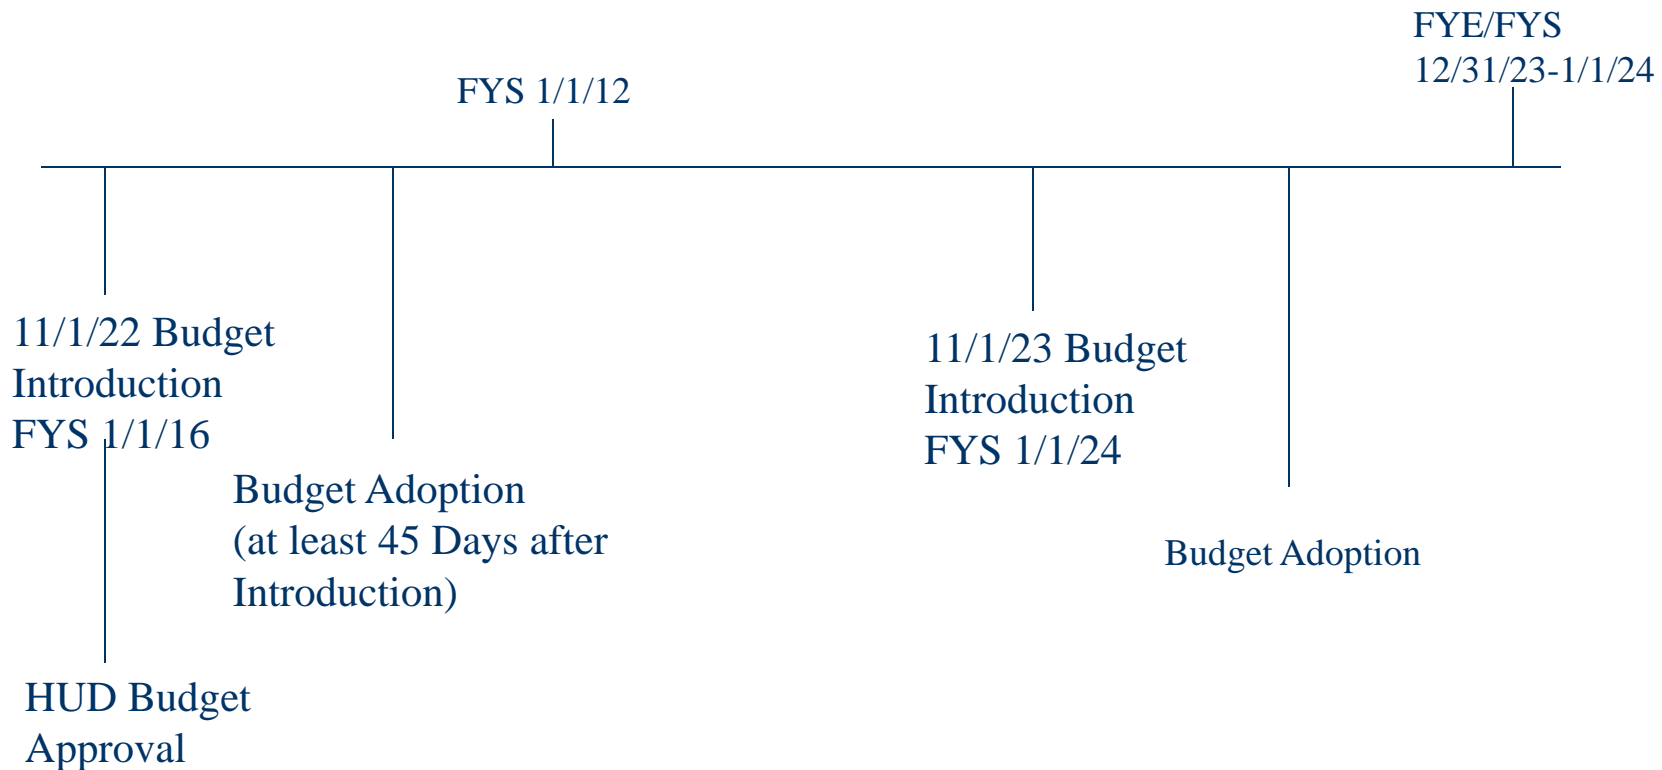 FYE/FYS
12/31/23-1/1/24
FYS 1/1/12
11/1/22 Budget
Introduction
FYS 1/1/16
Budget Adoption
(at least 45 Days after
Introduction)
HUD Budget
Approval
11/1/23 Budget
Introduction
FYS 1/1/24
Budget Adoption